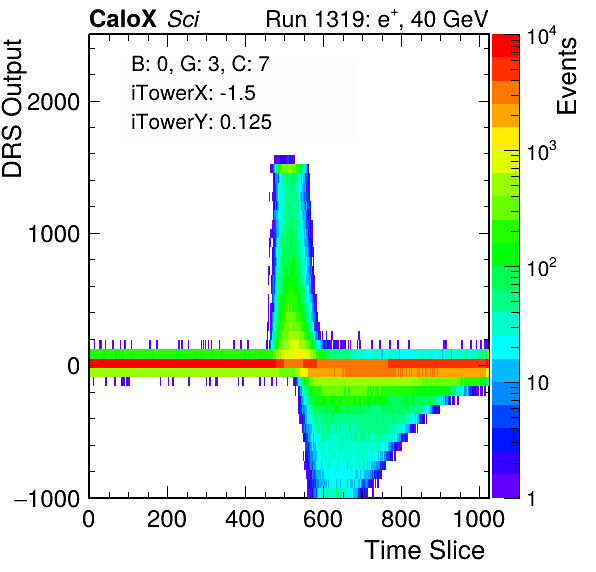 CaloX Sci Run 1319: e⁺, 40 GeV
B: 0, G: 3, C: 7
iTowerX: -1.5
iTowerY: 0.125
DRS Output
2000
1000
0
−1000
0 200 400 600 800 1000
Time Slice
Events
10⁴
10³
10²
10
1